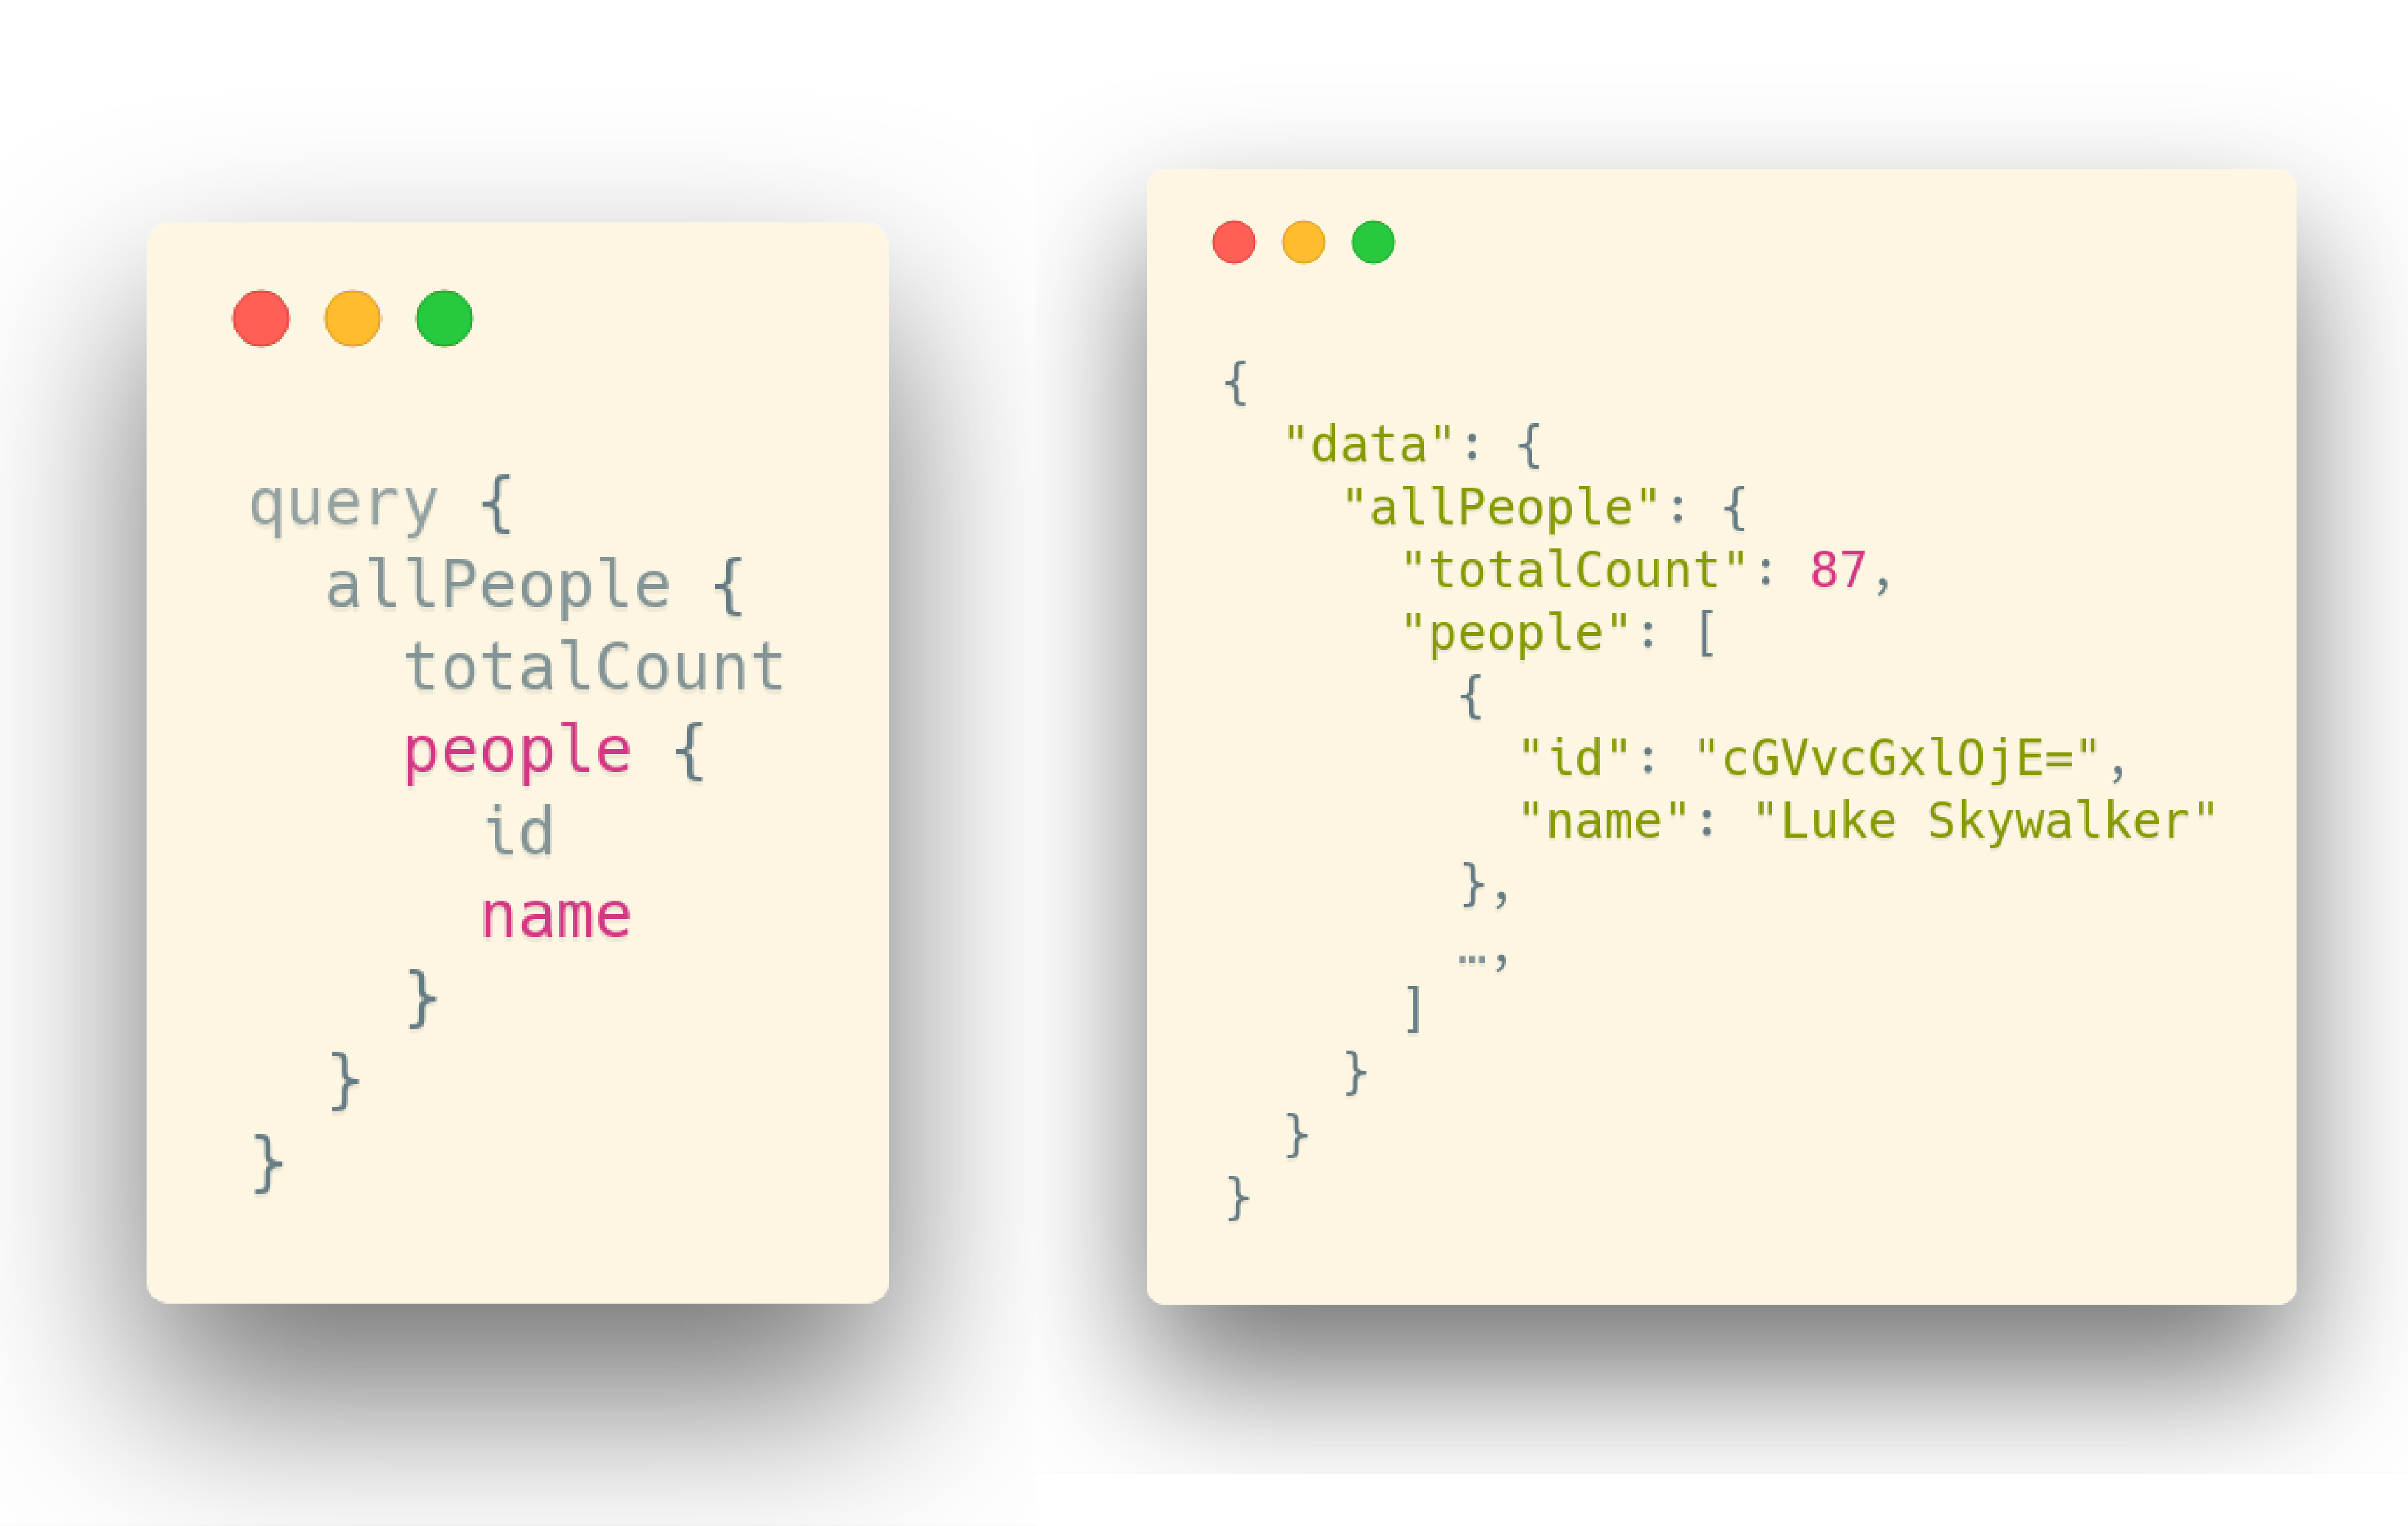 query {
  allPeople {
    totalCount
    people {
      id
      name
    }
  }
}
{
  "data": {
    "allPeople": {
      "totalCount": 87,
      "people": [
        {
          "id": "cGVvcGxlOjE=",
          "name": "Luke Skywalker"
        },
        …,
      ]
    }
  }
}